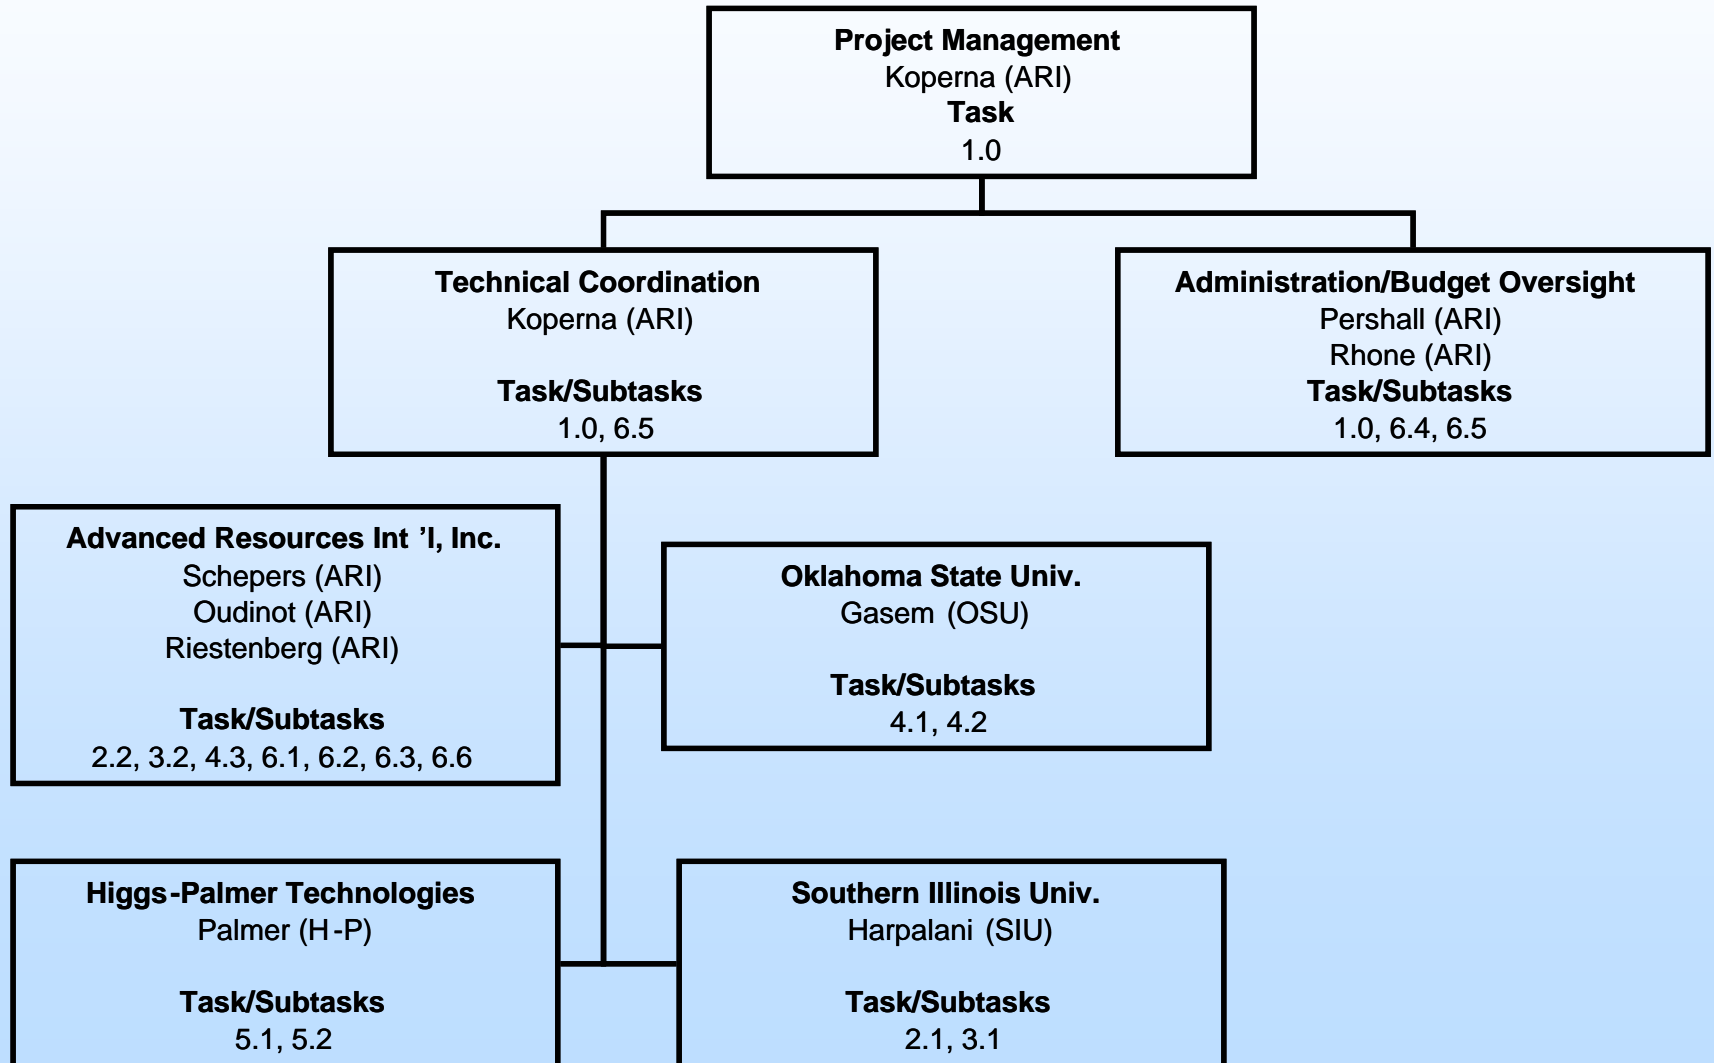 Project Management
Koperna (ARI)
Task
1.0
Technical Coordination
Koperna (ARI)
Task/Subtasks
1.0, 6.5
Administration/Budget Oversight
Pershall (ARI)
Rhone (ARI)
Task/Subtasks
1.0, 6.4, 6.5
Advanced Resources Int ’l, Inc.
Schepers (ARI)
Oudinot (ARI)
Riestenberg (ARI)
Task/Subtasks
2.2, 3.2, 4.3, 6.1, 6.2, 6.3, 6.6
Oklahoma State Univ.
Gasem (OSU)
Task/Subtasks
4.1, 4.2
Higgs-Palmer Technologies
Palmer (H-P)
Task/Subtasks
5.1, 5.2
Southern Illinois Univ.
Harpalani (SIU)
Task/Subtasks
2.1, 3.1